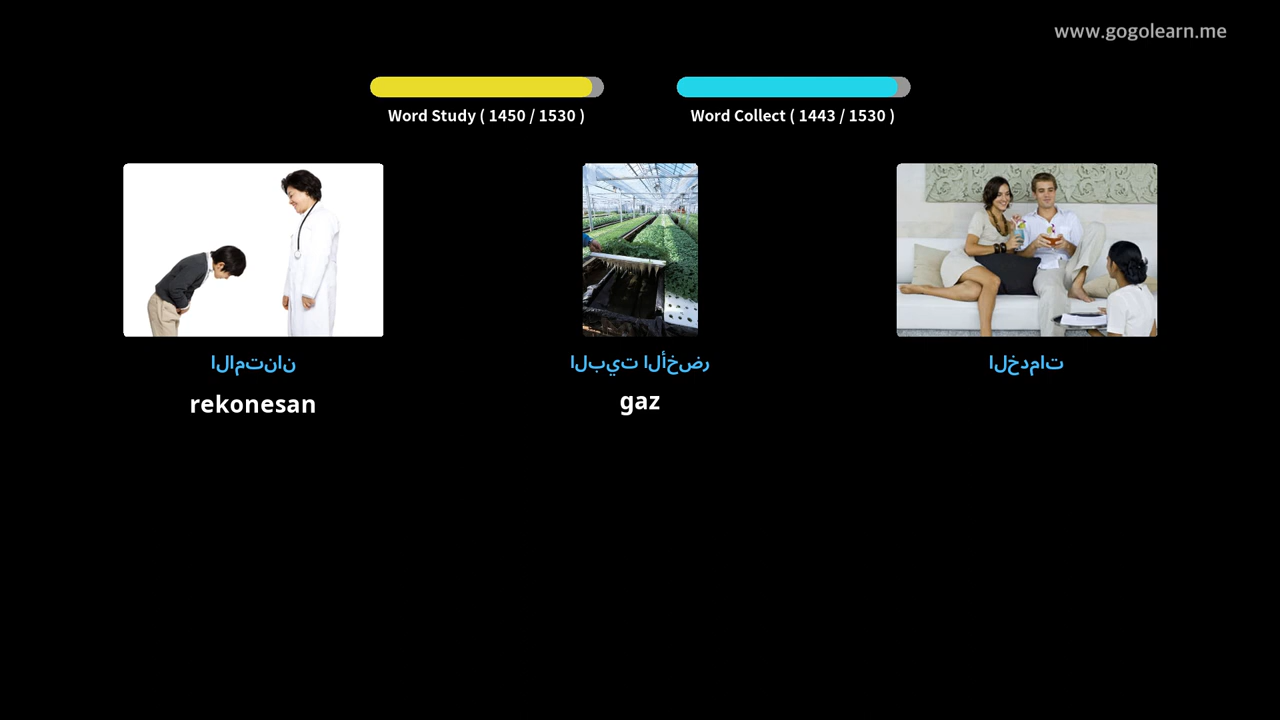 www.gogolearn.me
Word Study ( 1450 / 1530 )
Word Collect ( 1443 / 1530 )
الامتنان
البيت الأخضر
الخدمات
rekonesan
gaz